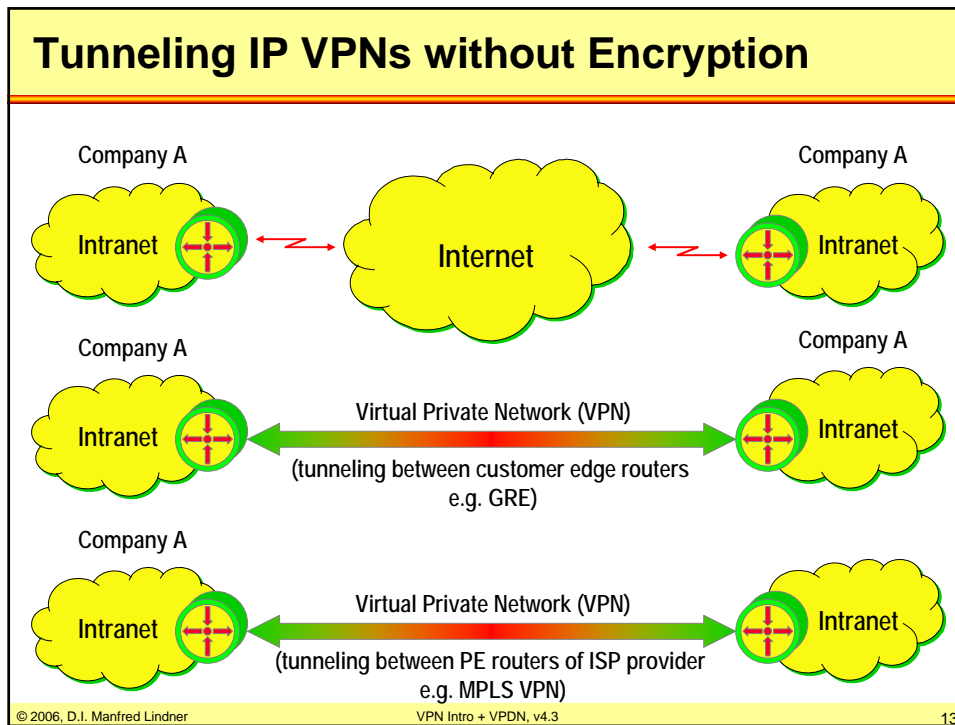 Tunneling IP VPNs without Encryption
Company A
Company A
Intranet
Internet
Intranet
Company A
Company A
Intranet
Virtual Private Network (VPN)
Intranet
(tunneling between customer edge routers
e.g. GRE)
Company A
Intranet
Virtual Private Network (VPN)
Intranet
(tunneling between PE routers of ISP provider
e.g. MPLS VPN)
© 2006, D.I. Manfred Lindner
VPN Intro + VPDN, v4.3
13